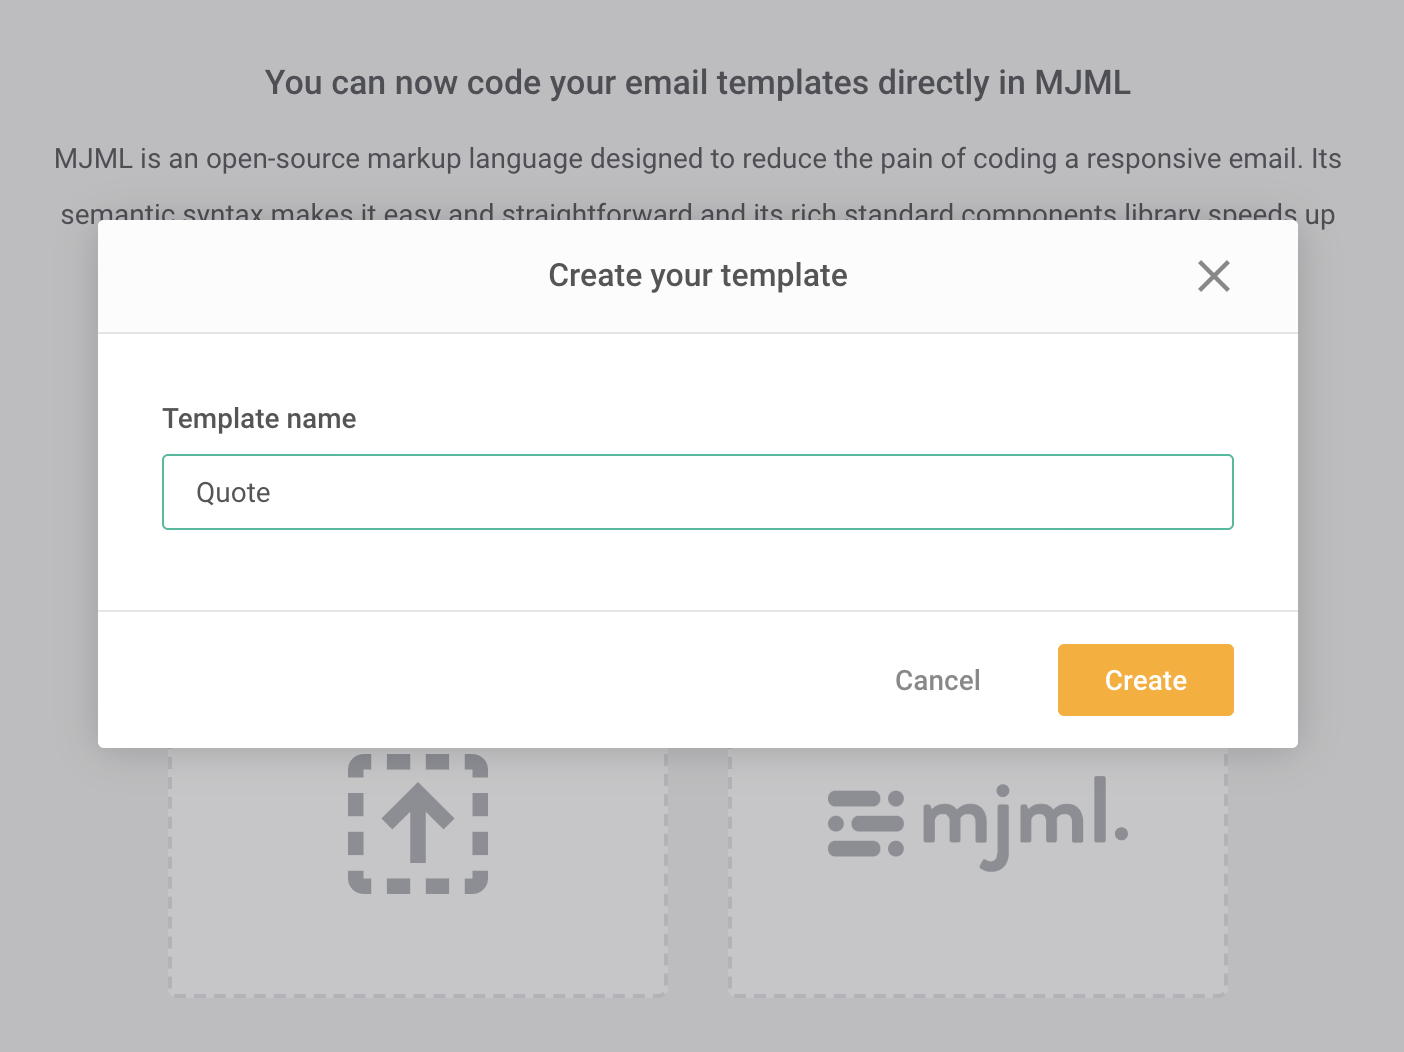 You can now code your email templates directly in MJML
MJML is an open-source markup language designed to reduce the pain of coding a responsive email. Its
semantic syntax makes it easy and straightforward and its rich standard components library speeds up
Create your template
Template name
Quote
Cancel
Create
mjml.